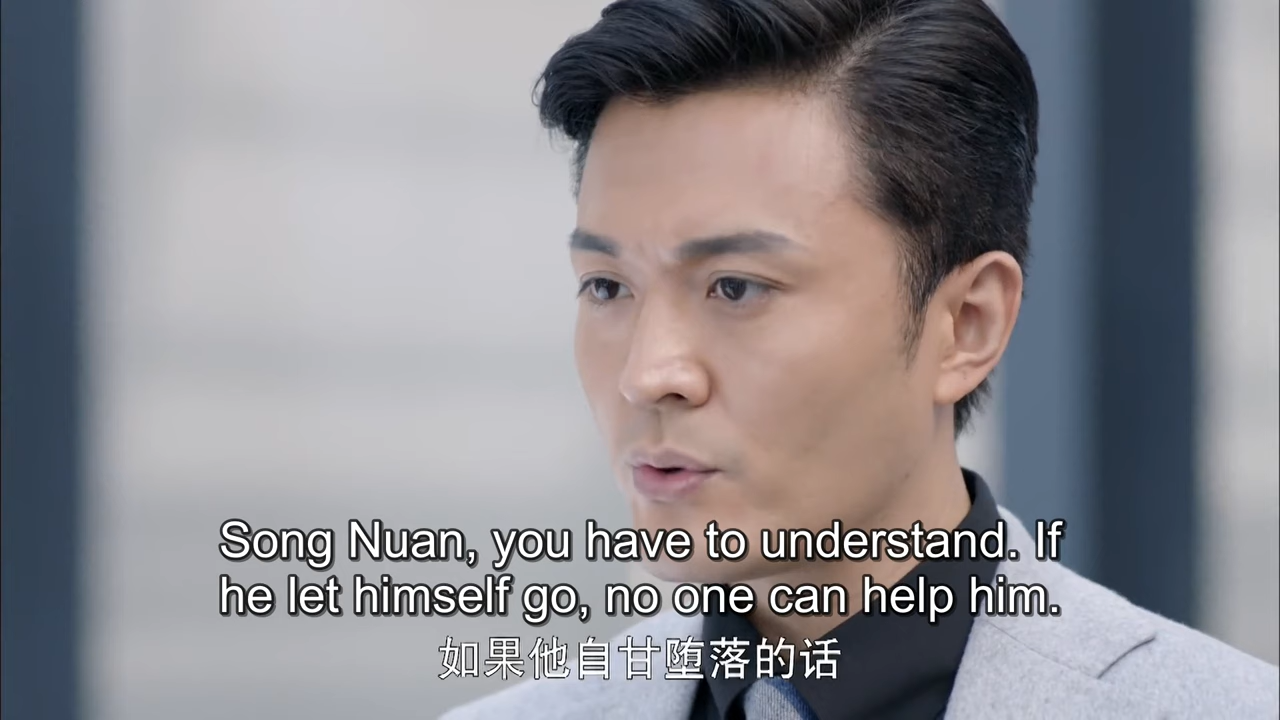 Song Nuan, you have to understand. If
he let himself go, no one can help him.
如果他自甘堕落的话